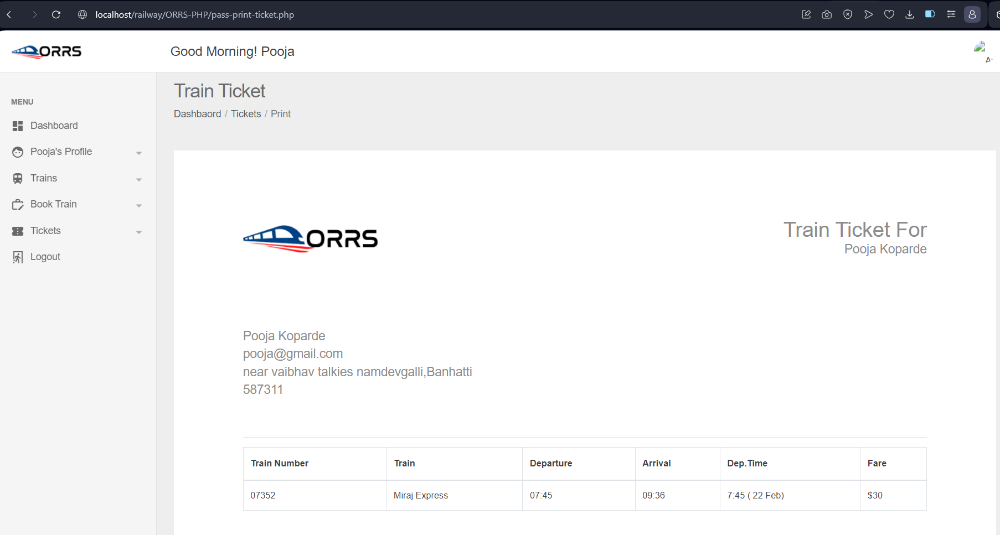 localhost/railway/ORRS-PHP/pass-print-ticket.php
ORRS
Good Morning! Pooja
MENU
Dashboard
Pooja's Profile
Trains
Book Train
Tickets
Logout
Train Ticket
Dashbaord / Tickets / Print
ORRS
Train Ticket For
Pooja Koparde
Pooja Koparde
pooja@gmail.com
near vaibhav talkies namdevgalli,Banhatti
587311
Train Number Train Departure Arrival Dep.Time Fare
07352 Miraj Express 07:45 09:36 7:45 ( 22 Feb) $30